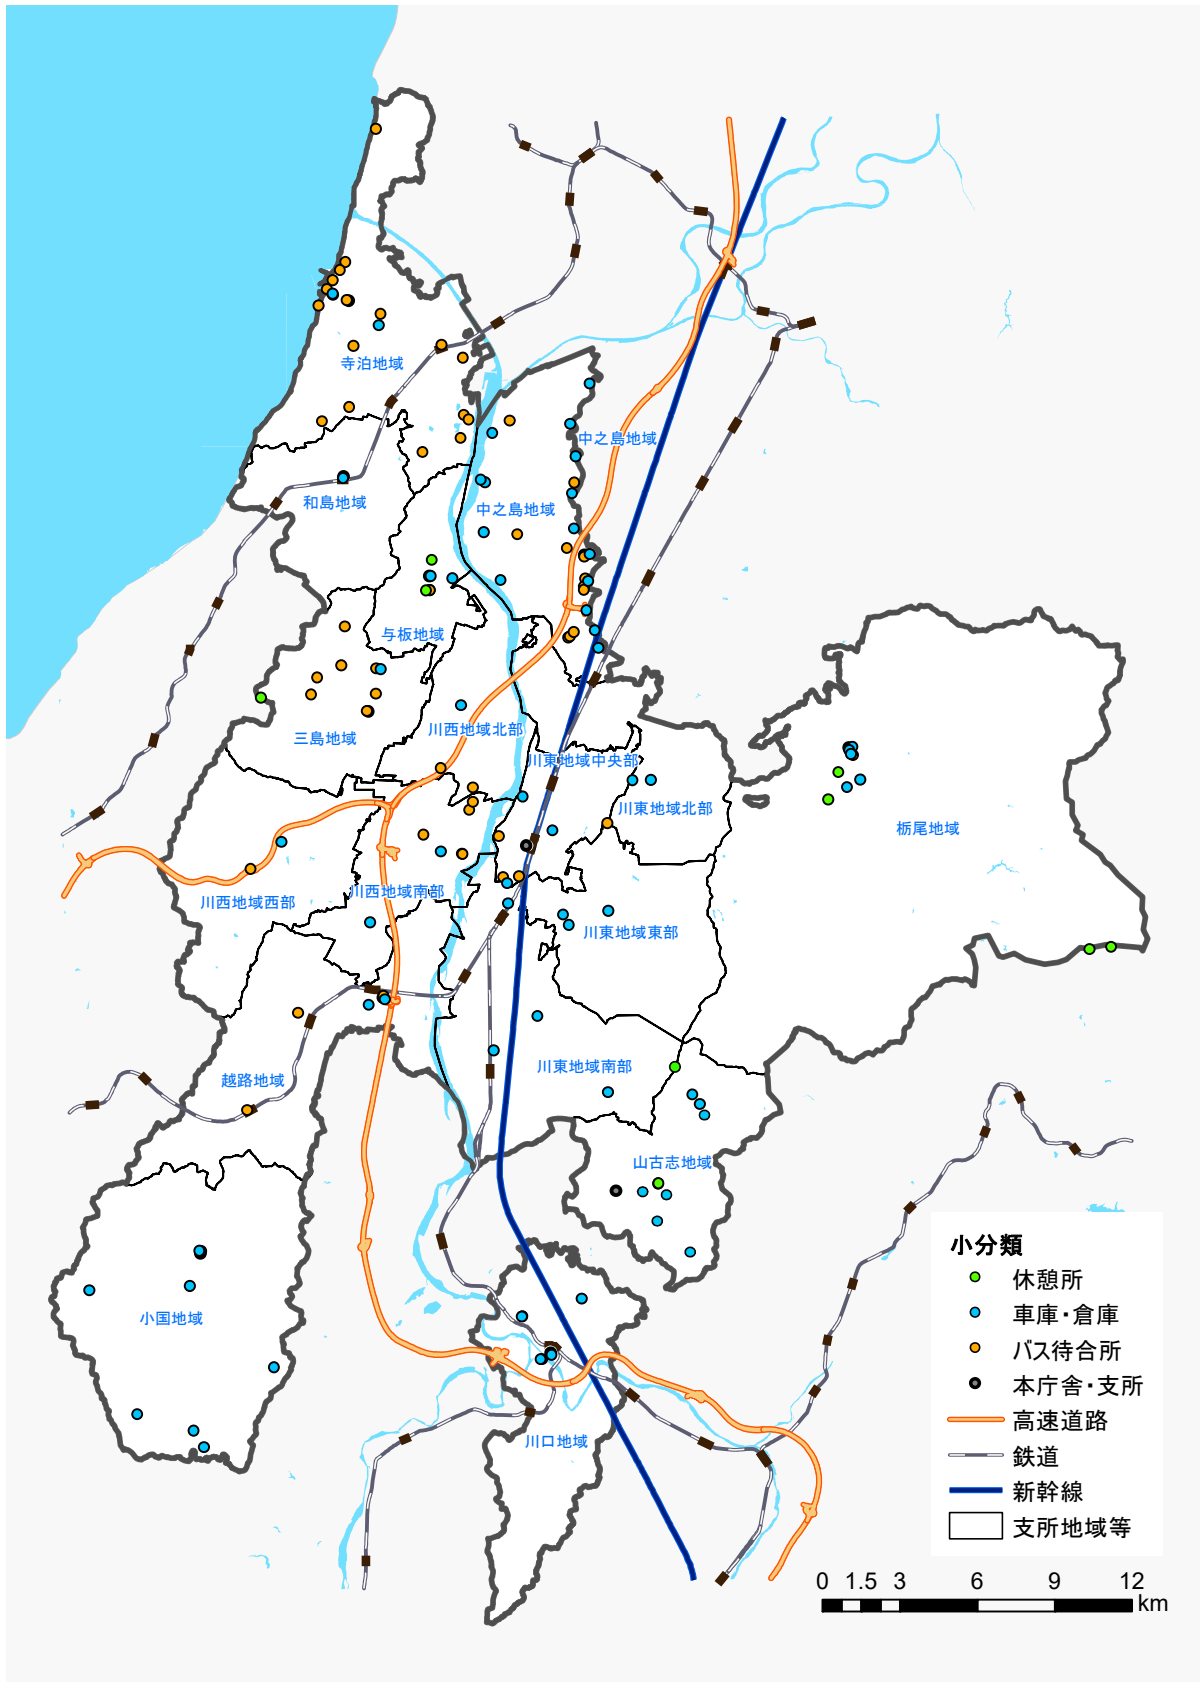 寺泊地域
中之島地域
和島地域
中之島地域
与板地域
三島地域
川西地域北部
川東地域中央部
川東地域北部
栃尾地域
川西地域西部
川西地域南部
川東地域東部
越路地域
川東地域南部
山古志地域
小国地域
川口地域
小分類
休憩所
車庫・倉庫
バス待合所
本庁舎・支所
高速道路
鉄道
新幹線
支所地域等
0 1.5 3 6 9 12
km